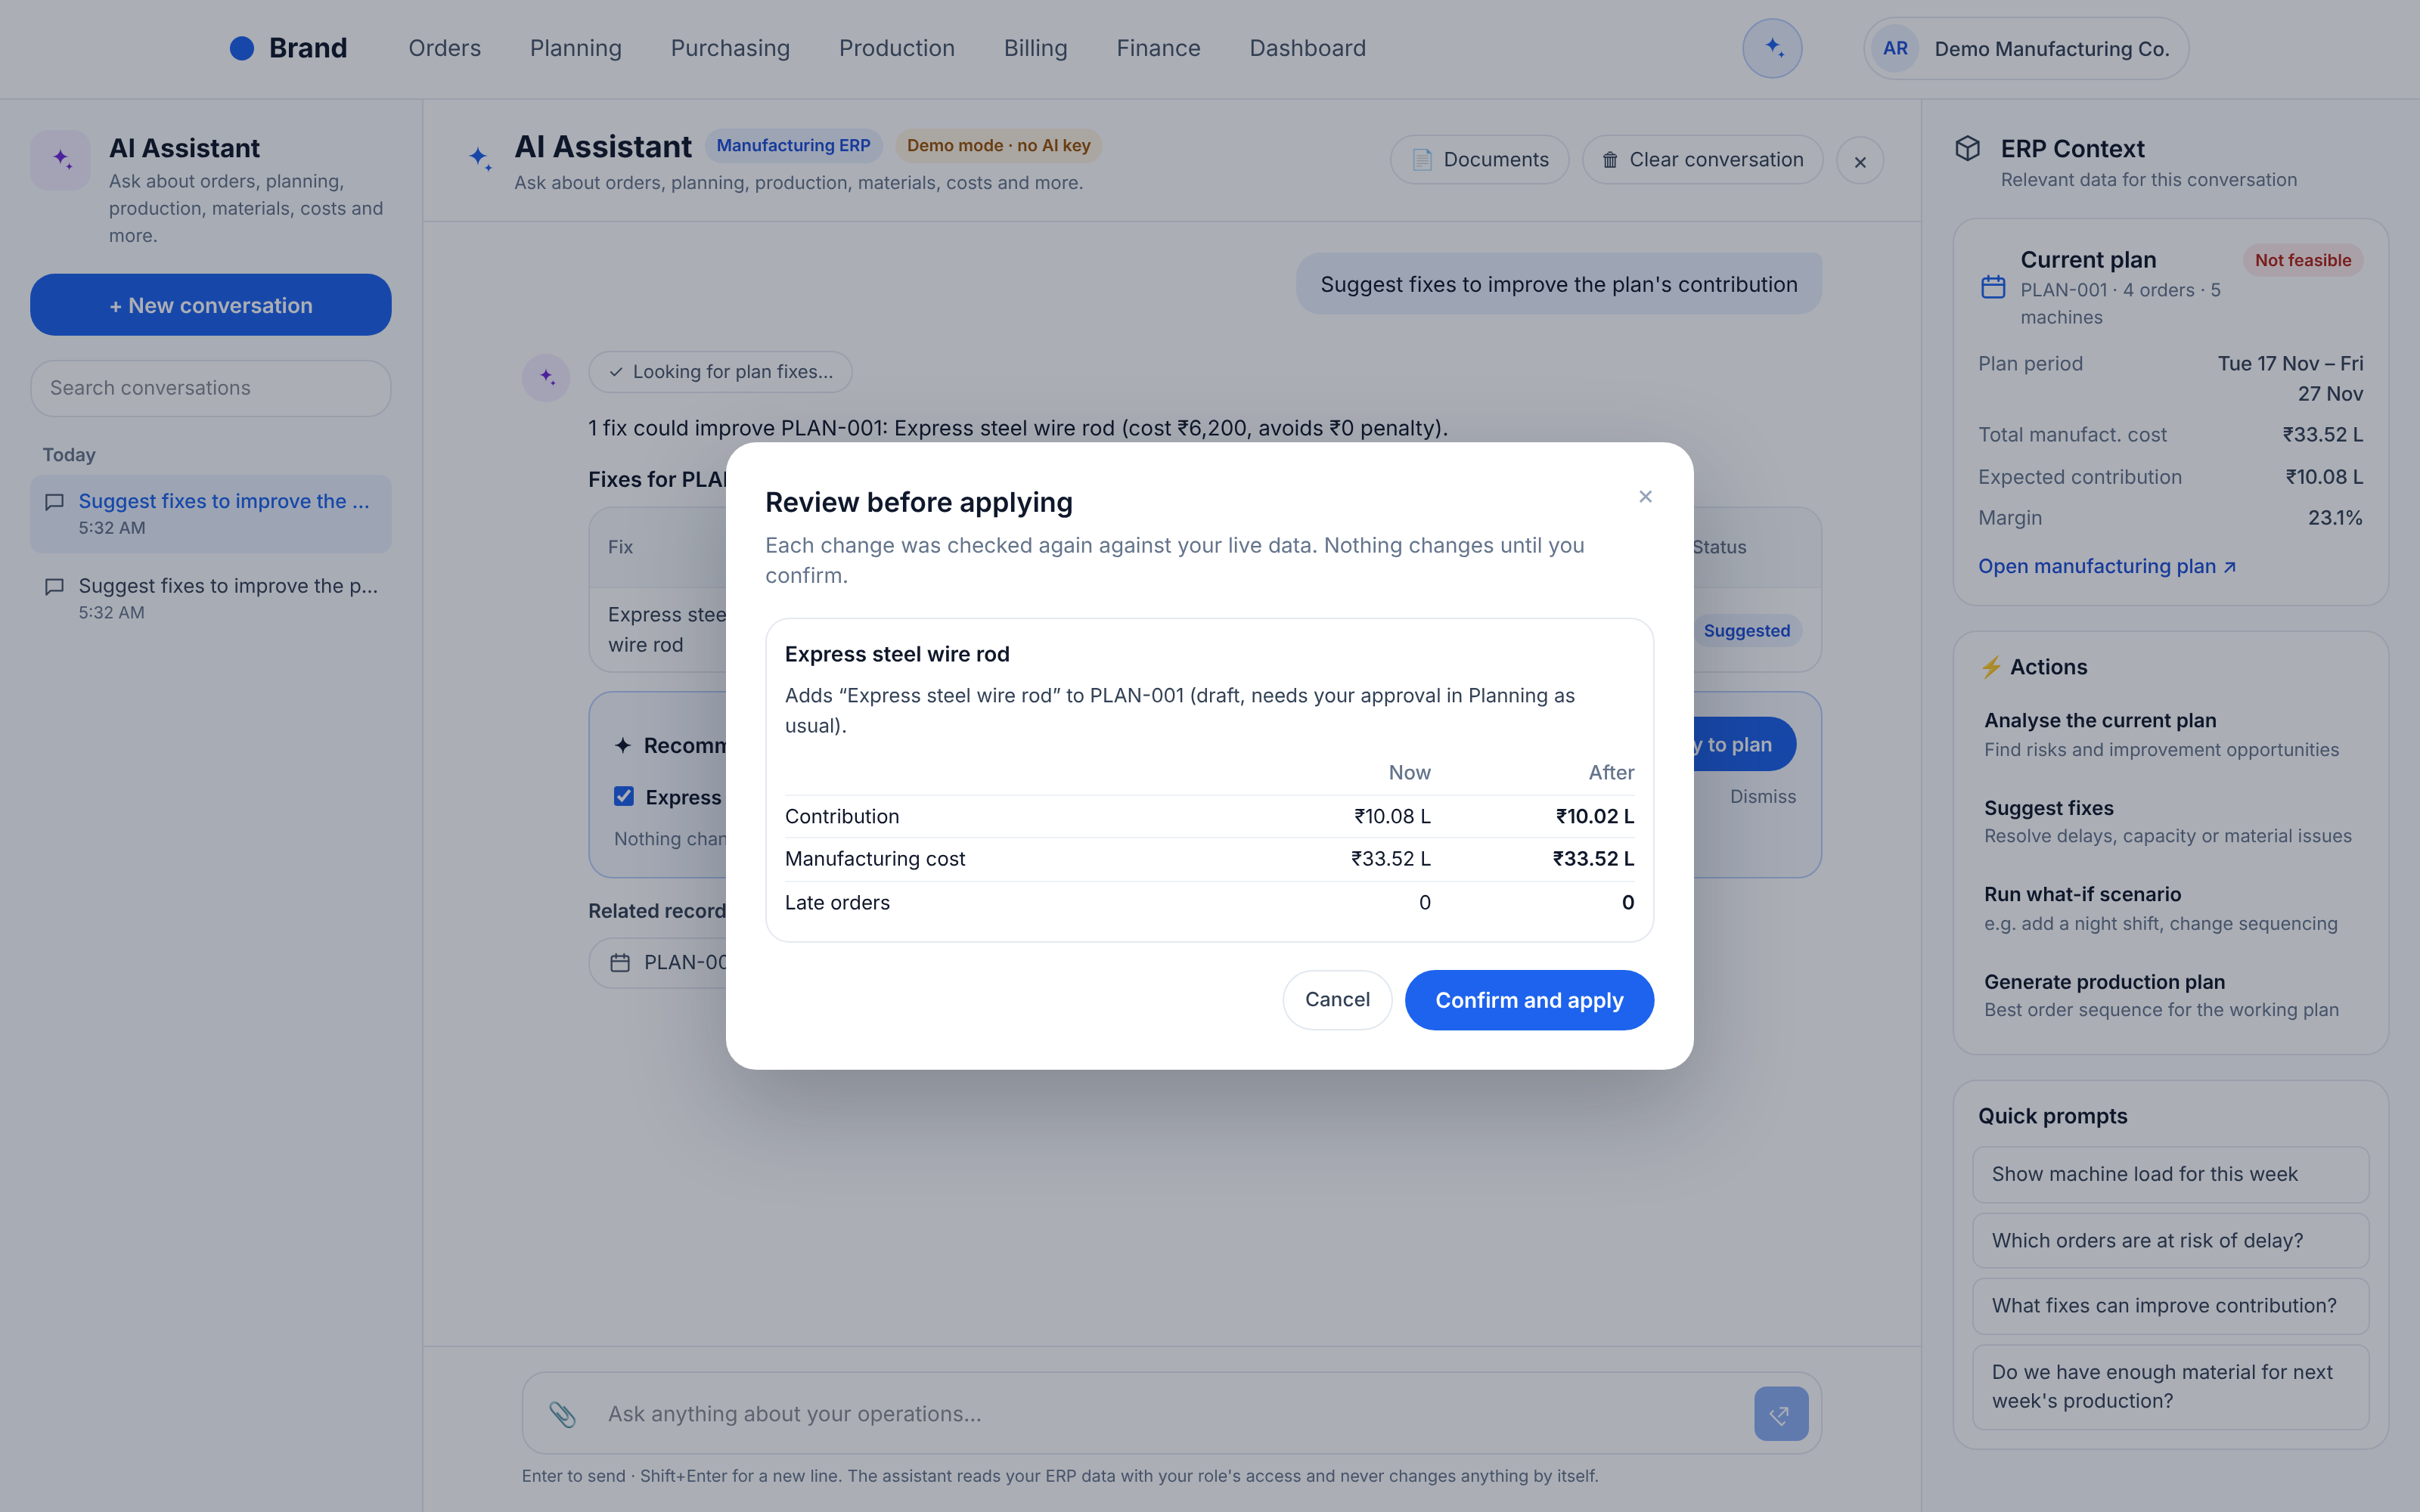 Brand
Orders
Planning
Purchasing
Production
Billing
Finance
Dashboard
AR
Demo Manufacturing Co.
AI Assistant
Ask about orders, planning,
production, materials, costs and
more.
+ New conversation
Search conversations
Today
Suggest fixes to improve the ...
5:32 AM
Suggest fixes to improve the p...
5:32 AM
AI Assistant
Manufacturing ERP
Demo mode · no AI key
Ask about orders, planning, production, materials, costs and more.
Documents
Clear conversation
×
Suggest fixes to improve the plan's contribution
✓ Looking for plan fixes...
1 fix could improve PLAN-001: Express steel wire rod (cost ₹6,200, avoids ₹0 penalty).
Fixes for
Fix
Status
Express
wire rod
Suggested
to plan
Express
Dismiss
Nothing
Related
Review before applying
×
Each change was checked again against your live data. Nothing changes until you
confirm.
Express steel wire rod
Adds “Express steel wire rod” to PLAN-001 (draft, needs your approval in Planning as
usual).
Now
After
Contribution
₹10.08 L
₹10.02 L
Manufacturing cost
₹33.52 L
₹33.52 L
Late orders
0
0
Cancel
Confirm and apply
Ask anything about your operations...
Enter to send · Shift+Enter for a new line. The assistant reads your ERP data with your role's access and never changes anything by itself.
ERP Context
Relevant data for this conversation
Current plan
Not feasible
PLAN-001 · 4 orders · 5
machines
Plan period
Tue 17 Nov – Fri
27 Nov
Total manufact. cost
₹33.52 L
Expected contribution
₹10.08 L
Margin
23.1%
Open manufacturing plan ↗
⚡ Actions
Analyse the current plan
Find risks and improvement opportunities
Suggest fixes
Resolve delays, capacity or material issues
Run what-if scenario
e.g. add a night shift, change sequencing
Generate production plan
Best order sequence for the working plan
Quick prompts
Show machine load for this week
Which orders are at risk of delay?
What fixes can improve contribution?
Do we have enough material for next
week's production?